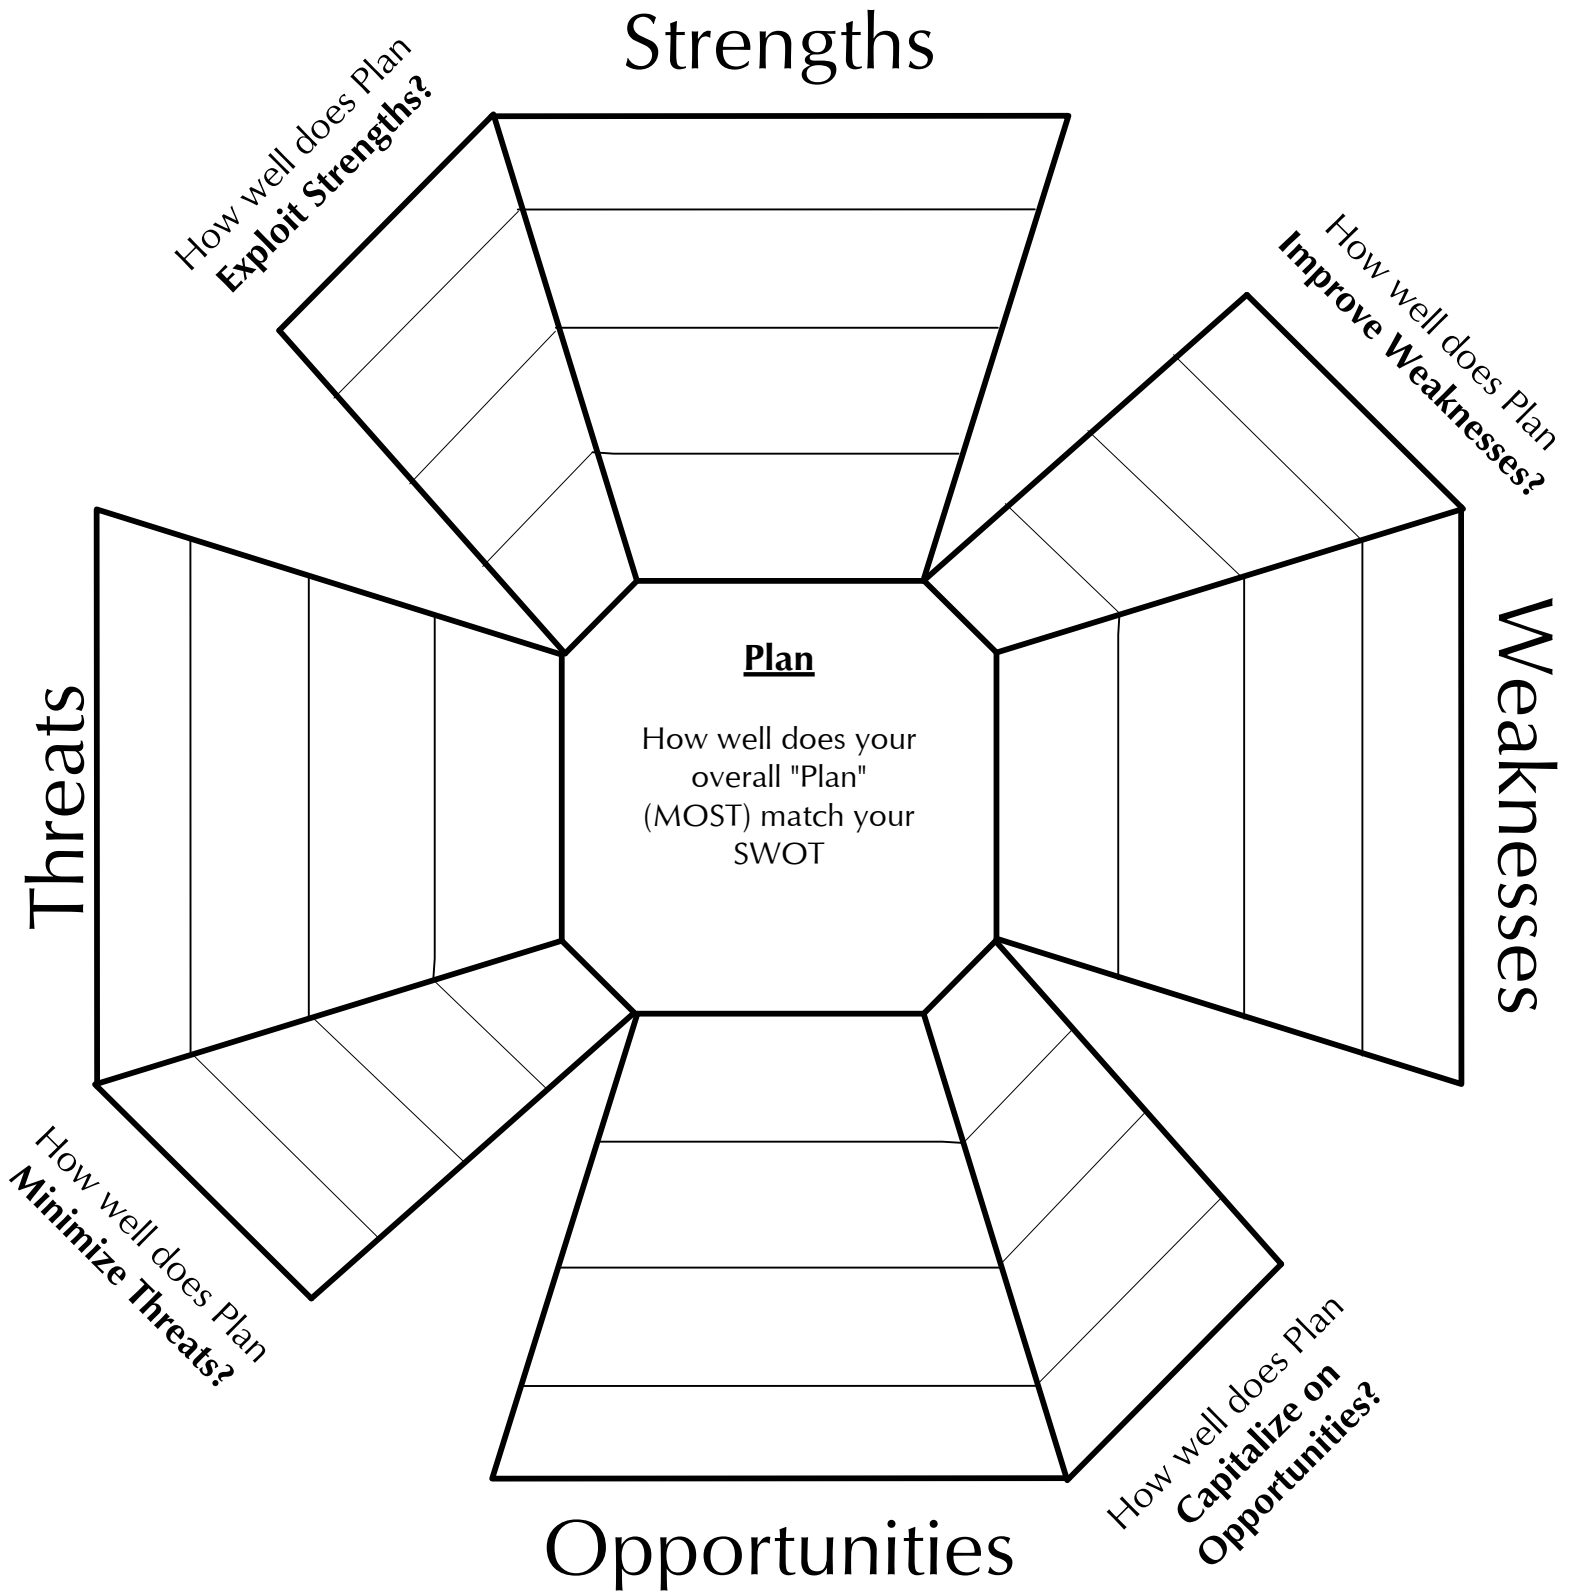 Strengths
How well does Plan
Exploit Strengths?
How well does Plan
Improve Weaknesses?
Weaknesses
Plan
How well does your
overall "Plan"
(MOST) match your
SWOT
Threats
How well does Plan
Minimize Threats?
How well does Plan
Capitalize on
Opportunities?
Opportunities